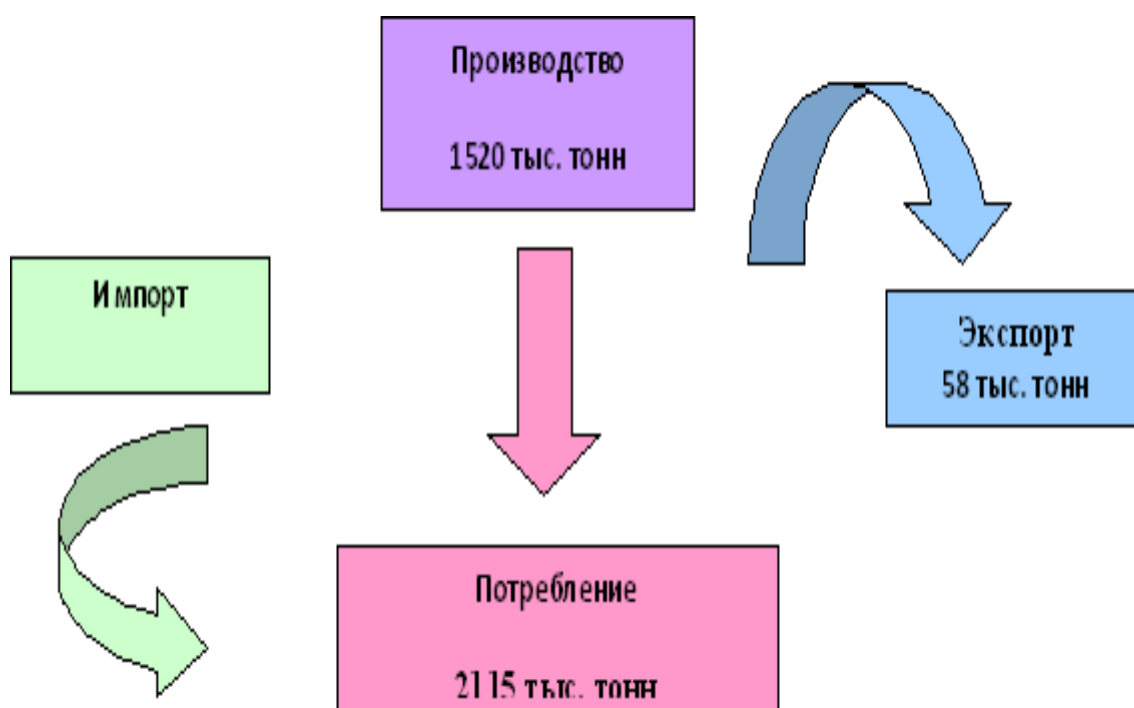 Производство
1520 тыс. тонн
Импорт
Экспорт
58 тыс. тонн
Потребление
2115 тыс. тонн